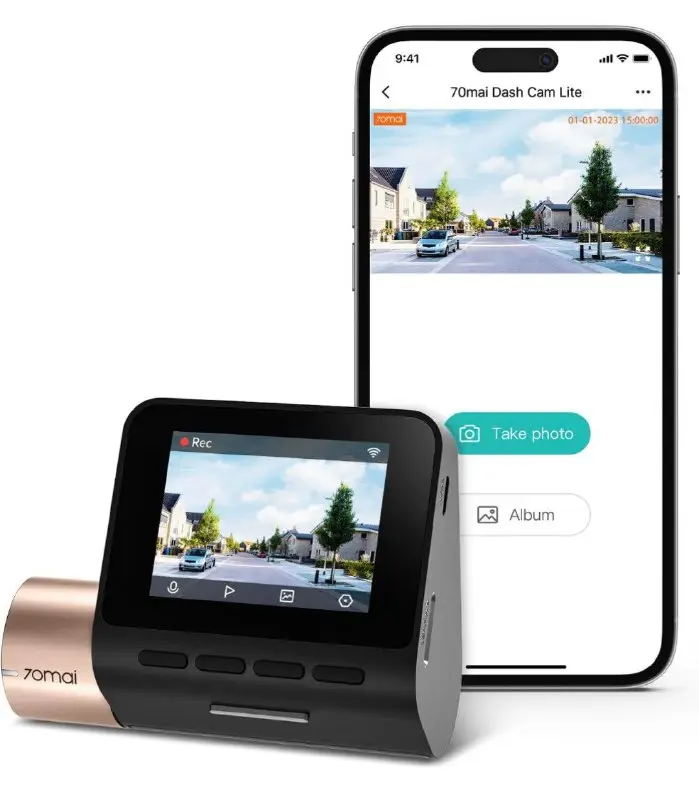 9:41
70mai Dash Cam Lite
70mai
01-01-2023 15:00:00
Take photo
Album
Rec
70mai